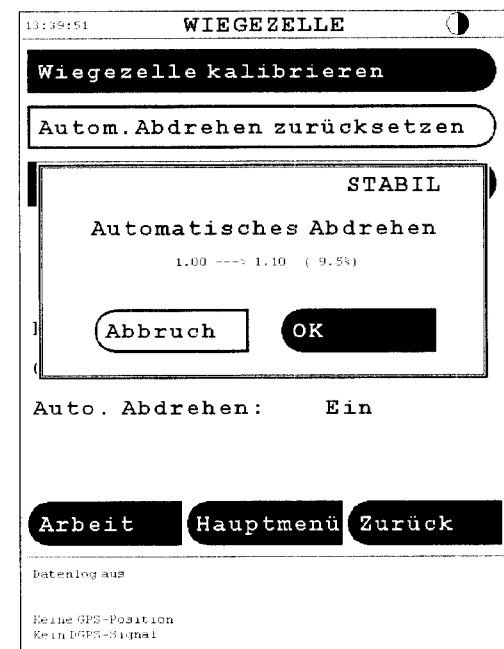 13:39:51 WIEGEZELLE
Wiegezelle kalibrieren
Autom. Abdrehen zurücksetzen
STABIL
Automatisches Abdrehen
1.00 ---> 1.10 ( 9.5%)
Abbruch OK
Auto. Abdrehen: Ein
Arbeit Hauptmenü Zurück
Datenlog aus
Keine GPS-Position
Kein DGPS-Signal